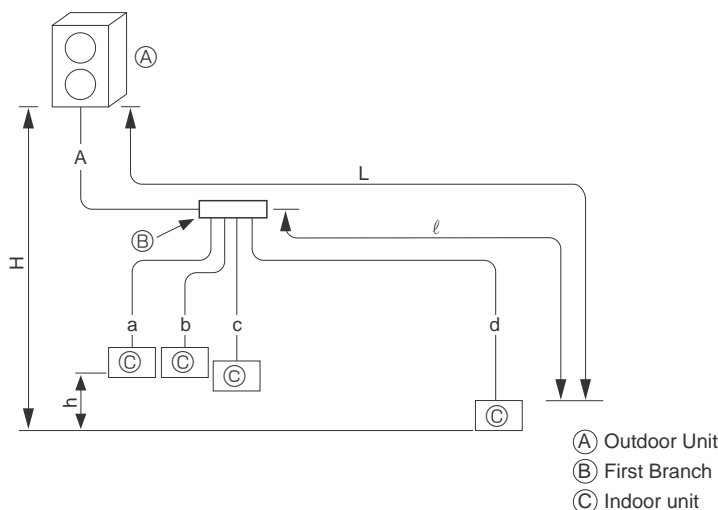 Ⓐ
A
L
H
Ⓑ
ℓ
a
b
c
d
Ⓒ
Ⓒ
Ⓒ
h
Ⓒ
Ⓐ Outdoor Unit
Ⓑ First Branch
Ⓒ Indoor unit